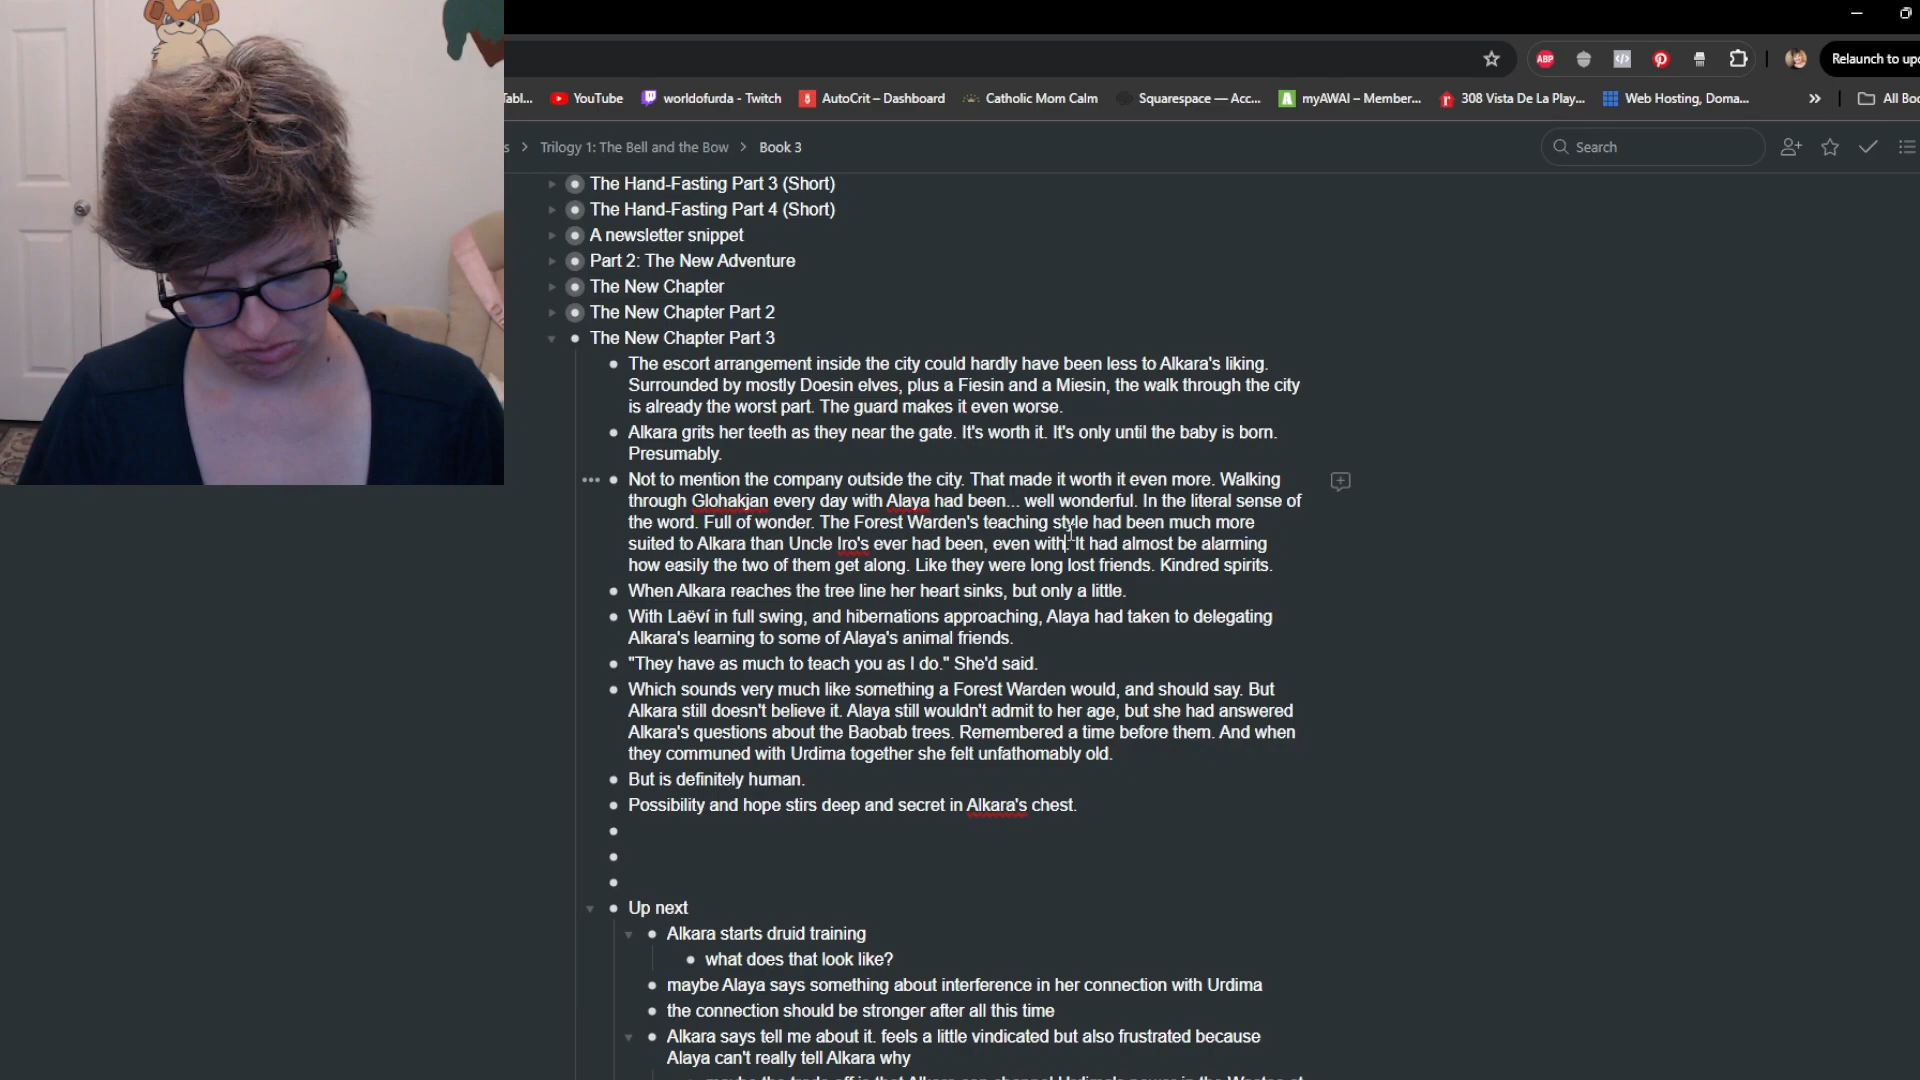 ABP
Relaunch to upd
Tabl...
YouTube
worldofurda - Twitch
AutoCrit – Dashboard
Catholic Mom Calm
Squarespace — Acc...
myAWAI – Member...
308 Vista De La Play...
Web Hosting, Doma...
»
All Boo
s > Trilogy 1: The Bell and the Bow > Book 3
Search
The Hand-Fasting Part 3 (Short)
The Hand-Fasting Part 4 (Short)
A newsletter snippet
Part 2: The New Adventure
The New Chapter
The New Chapter Part 2
The New Chapter Part 3
The escort arrangement inside the city could hardly have been less to Alkara's liking.
Surrounded by mostly Doesin elves, plus a Fiesin and a Miesin, the walk through the city
is already the worst part. The guard makes it even worse.
Alkara grits her teeth as they near the gate. It's worth it. It's only until the baby is born.
Presumably.
Not to mention the company outside the city. That made it worth it even more. Walking
through Glohakjan every day with Alaya had been... well wonderful. In the literal sense of
the word. Full of wonder. The Forest Warden's teaching style had been much more
suited to Alkara than Uncle Iro's ever had been, even with. It had almost be alarming
how easily the two of them get along. Like they were long lost friends. Kindred spirits.
When Alkara reaches the tree line her heart sinks, but only a little.
With Laëví in full swing, and hibernations approaching, Alaya had taken to delegating
Alkara's learning to some of Alaya's animal friends.
"They have as much to teach you as I do." She'd said.
Which sounds very much like something a Forest Warden would, and should say. But
Alkara still doesn't believe it. Alaya still wouldn't admit to her age, but she had answered
Alkara's questions about the Baobab trees. Remembered a time before them. And when
they communed with Urdima together she felt unfathomably old.
But is definitely human.
Possibility and hope stirs deep and secret in Alkara's chest.
Up next
Alkara starts druid training
what does that look like?
maybe Alaya says something about interference in her connection with Urdima
the connection should be stronger after all this time
Alkara says tell me about it. feels a little vindicated but also frustrated because
Alaya can't really tell Alkara why